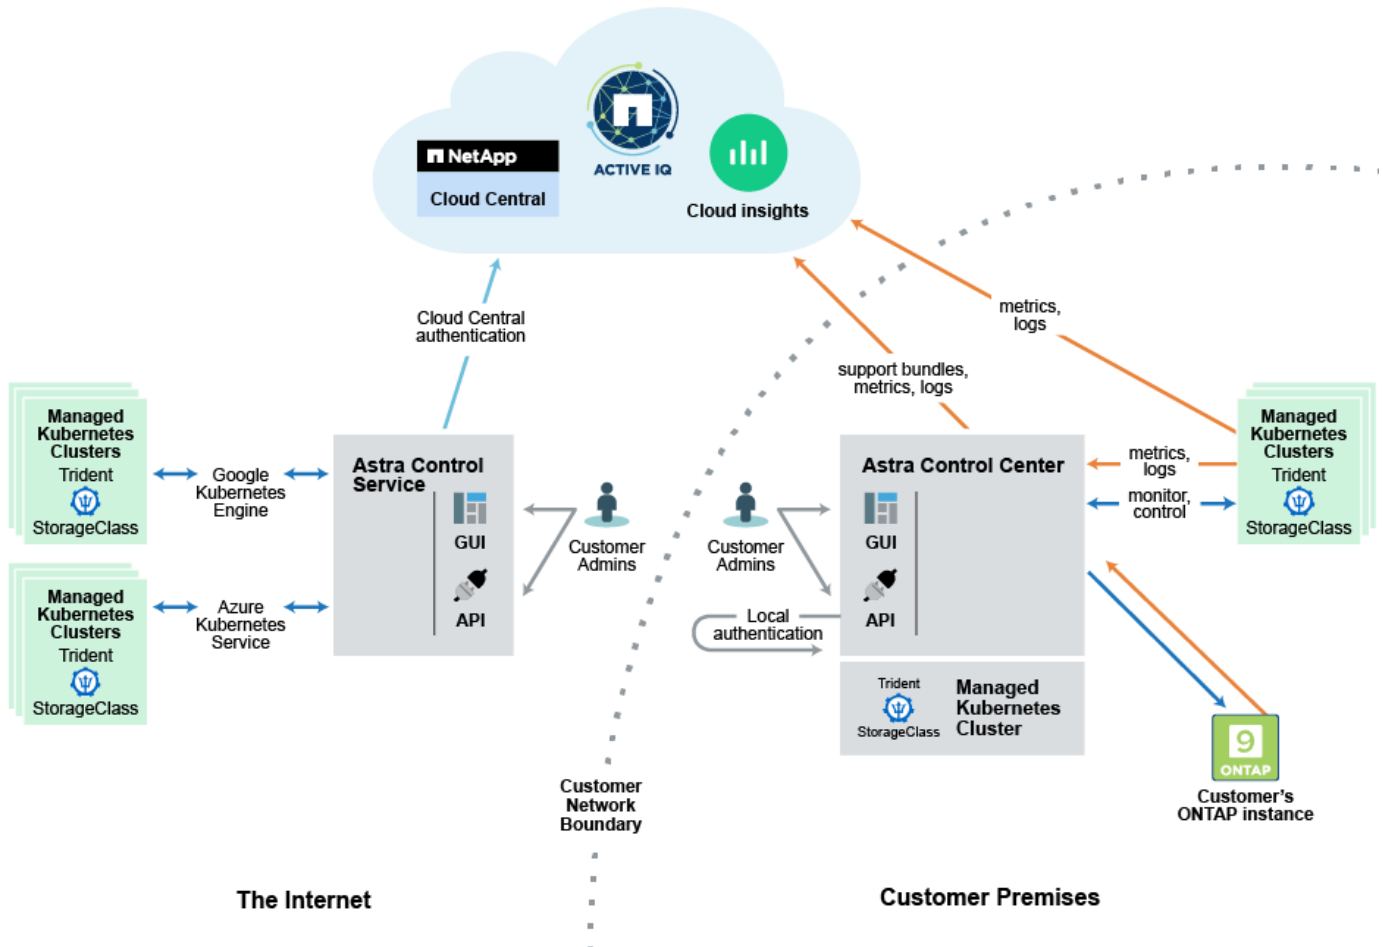 NetApp
Cloud Central
ACTIVE IQ
Cloud insights
Cloud Central
authentication
metrics,
logs
support bundles,
metrics, logs
Managed
Kubernetes
Clusters
Trident
StorageClass
Google
Kubernetes
Engine
Managed
Kubernetes
Clusters
Trident
StorageClass
Azure
Kubernetes
Service
Astra Control
Service
GUI
API
Customer
Admins
Customer
Admins
Astra Control Center
GUI
API
Local
authentication
Trident
StorageClass
Managed
Kubernetes
Cluster
metrics,
logs
monitor,
control
Managed
Kubernetes
Clusters
Trident
StorageClass
9
ONTAP
Customer's
ONTAP instance
Customer
Network
Boundary
The Internet
Customer Premises